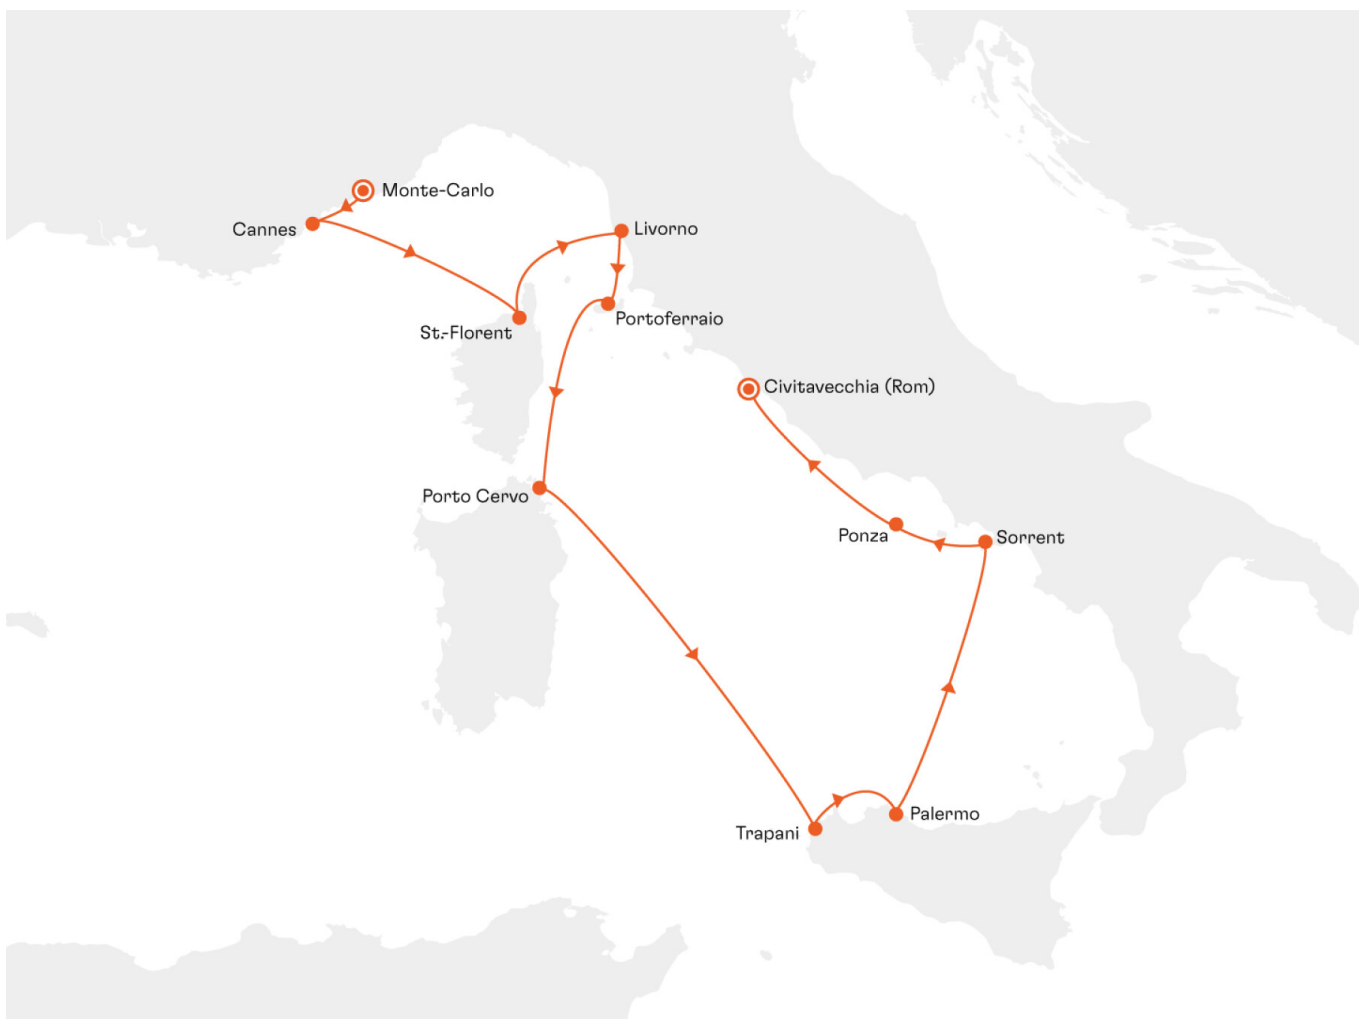 Monte-Carlo
Cannes
Livorno
Portoferraio
St.-Florent
Civitavecchia (Rom)
Porto Cervo
Ponza
Sorrent
Palermo
Trapani